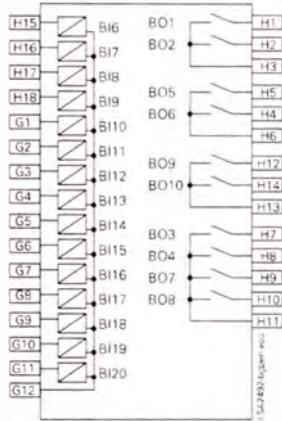 H15 BI6 BO1 H1
H16 BI7 BO2 H2
H17 BI8 H3
H18 BI9 BO5 H5
G1 BI10 BO6 H4
G2 BI11 H6
G3 BI12 BO9 H12
G4 BI13 BO10 H14
G5 BI14 H13
G6 BI15 BO3 H7
G7 BI16 BO4 H8
G8 BI17 BO7 H9
G9 BI18 BO8 H10
G10 BI19 H11
G11 BI20
G12